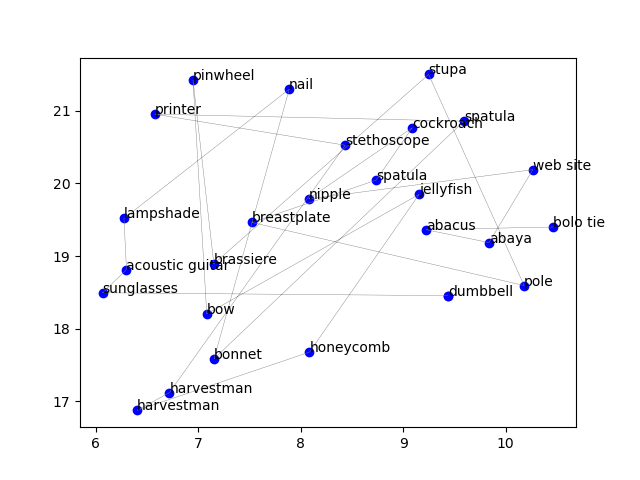 stupa
pinwheel
nail
printer
spatula
cockroach
stethoscope
web site
spatula
jellyfish
nipple
lampshade
breastplate
bolo tie
abacus
abaya
brassiere
acoustic guitar
pole
sunglasses
dumbbell
bow
honeycomb
bonnet
harvestman
harvestman
21
20
19
18
17
6 7 8 9 10